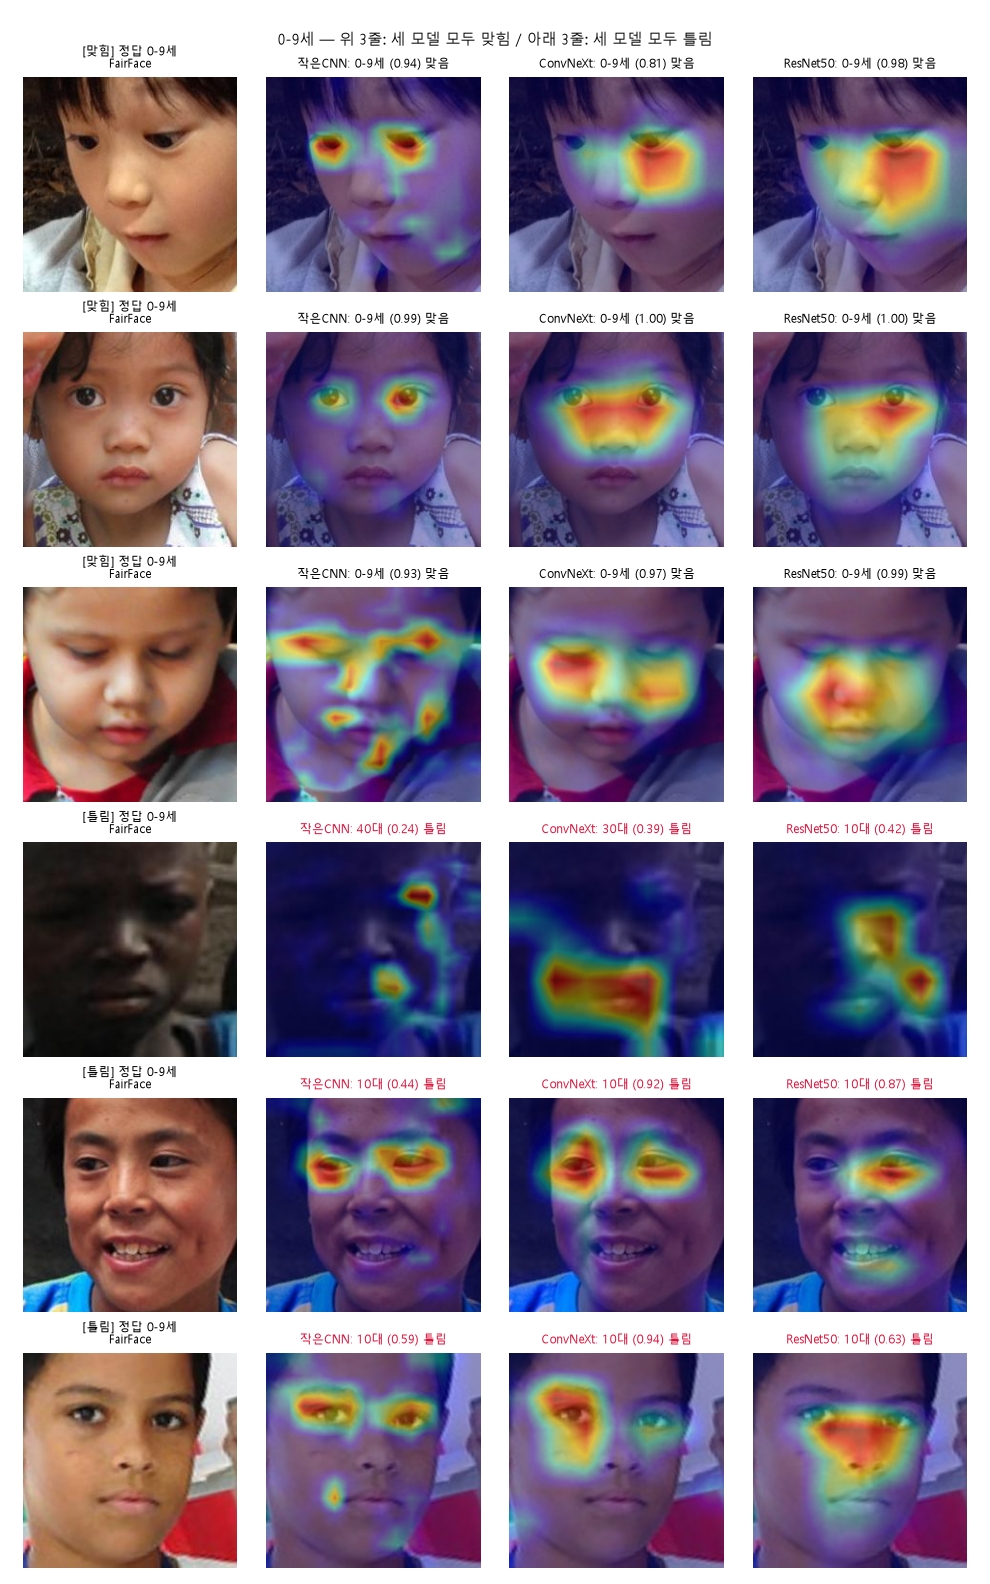 0-9세 — 위 3줄: 세 모델 모두 맞힘 / 아래 3줄: 세 모델 모두 틀림
[맞힘] 정답 0-9세
FairFace
작은CNN: 0-9세 (0.94) 맞음
ConvNeXt: 0-9세 (0.81) 맞음
ResNet50: 0-9세 (0.98) 맞음
[맞힘] 정답 0-9세
FairFace
작은CNN: 0-9세 (0.99) 맞음
ConvNeXt: 0-9세 (1.00) 맞음
ResNet50: 0-9세 (1.00) 맞음
[맞힘] 정답 0-9세
FairFace
작은CNN: 0-9세 (0.93) 맞음
ConvNeXt: 0-9세 (0.97) 맞음
ResNet50: 0-9세 (0.99) 맞음
[틀림] 정답 0-9세
FairFace
작은CNN: 40대 (0.24) 틀림
ConvNeXt: 30대 (0.39) 틀림
ResNet50: 10대 (0.42) 틀림
[틀림] 정답 0-9세
FairFace
작은CNN: 10대 (0.44) 틀림
ConvNeXt: 10대 (0.92) 틀림
ResNet50: 10대 (0.87) 틀림
[틀림] 정답 0-9세
FairFace
작은CNN: 10대 (0.59) 틀림
ConvNeXt: 10대 (0.94) 틀림
ResNet50: 10대 (0.63) 틀림